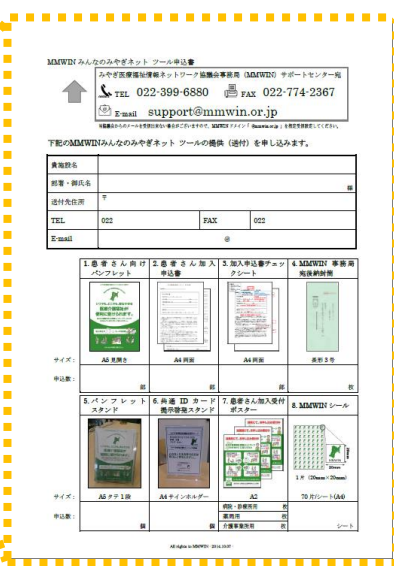 MMWIN みんなのみやぎネット ツール申込書
みやぎ医療福祉情報ネットワーク協議会事務局（MMWIN）サポートセンター宛
TEL 022-399-6880 FAX 022-774-2367
E-mail support@mmwin.or.jp
下記のMMWINみんなのみやぎネット ツールの提供（送付）を申し込みます。
貴施設名
部署・御氏名 様
送付先住所 〒
TEL 022 FAX 022
E-mail @
1.患者さん向けパンフレット
2.患者さん加入申込書
3.加入申込書チェックシート
4.MMWIN 事務局宛後納封筒
サイズ： A5 見開き A4 両面 A4 両面 長形 3 号
申込数： 部 部 部 枚
5.パンフレットスタンド
6.共通 ID カード掲示啓発スタンド
7.患者さん加入受付ポスター
8.MMWIN シール
1 片（20mm×20mm）
サイズ： A5 タテ 1 段 A4 サインホルダー A2 70 片/シート(A4)
申込数： 個 個
病院・診療所用 枚
薬局用 枚
介護事業所用 枚
シート